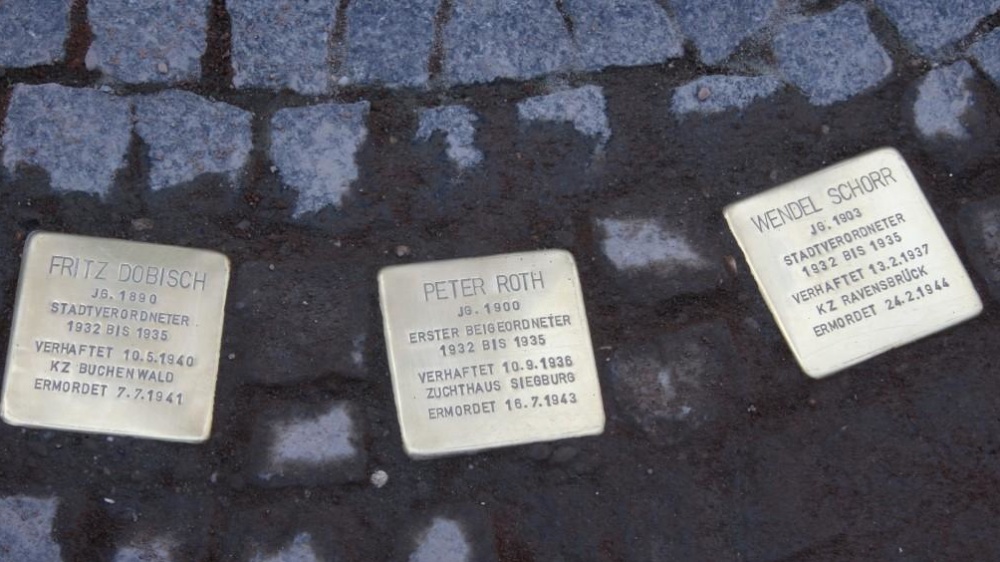 FRITZ DOBISCH
JG. 1890
STADTVERORDNETER
1932 BIS 1935
VERHAFTET 10.5.1940
KZ BUCHENWALD
ERMORDET 7.7.1941
PETER ROTH
JG. 1900
ERSTER BEIGEORDNETER
1932 BIS 1935
VERHAFTET 10.9.1936
ZUCHTHAUS SIEGBURG
ERMORDET 16.7.1943
WENDEL SCHORR
JG. 1903
STADTVERORDNETER
1932 BIS 1935
VERHAFTET 13.2.1937
KZ RAVENSBRÜCK
ERMORDET 24.2.1944